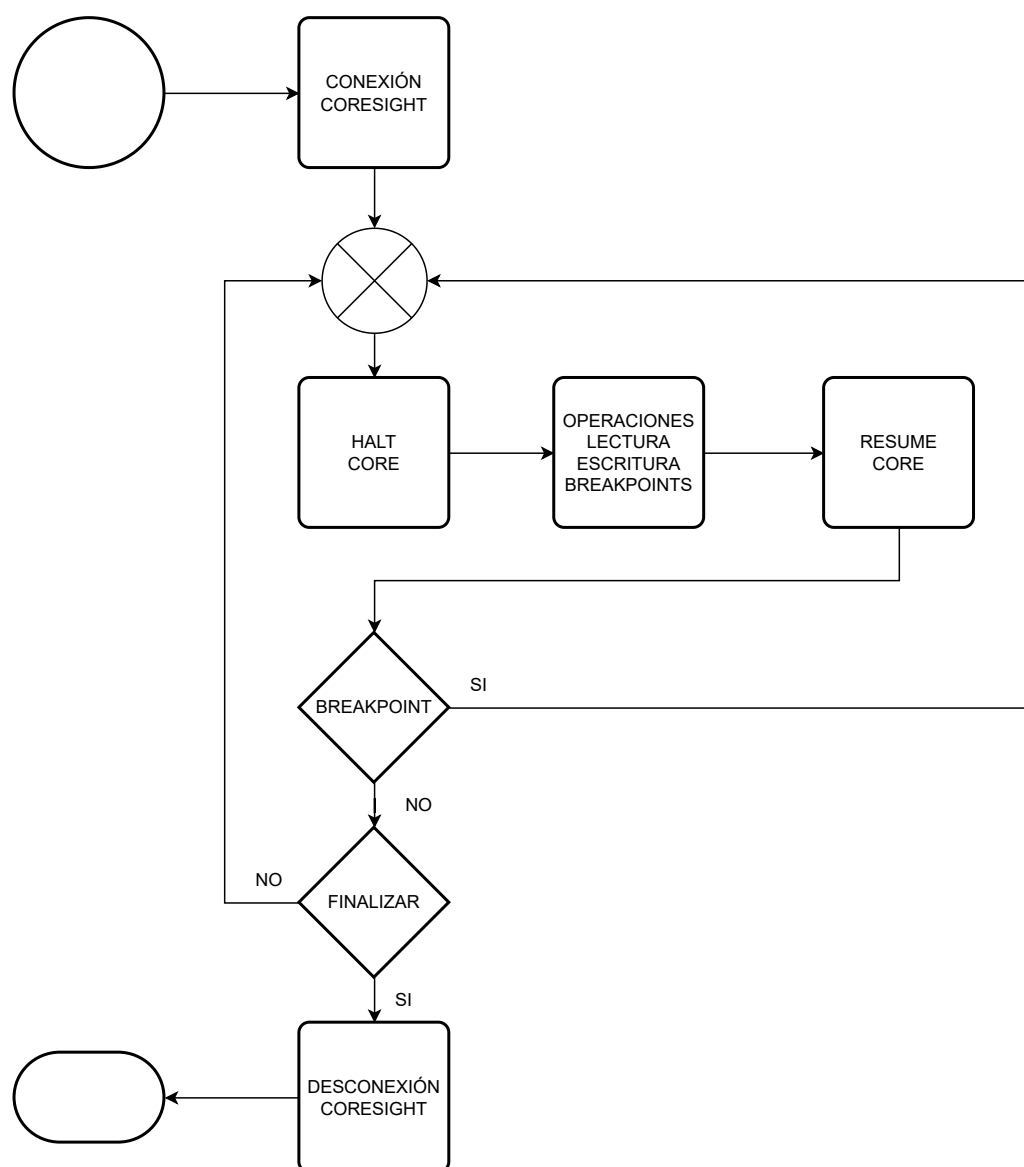 CONEXIÓN
CORESIGHT
HALT
CORE
OPERACIONES
LECTURA
ESCRITURA
BREAKPOINTS
RESUME
CORE
BREAKPOINT
SI
NO
FINALIZAR
NO
SI
DESCONEXIÓN
CORESIGHT